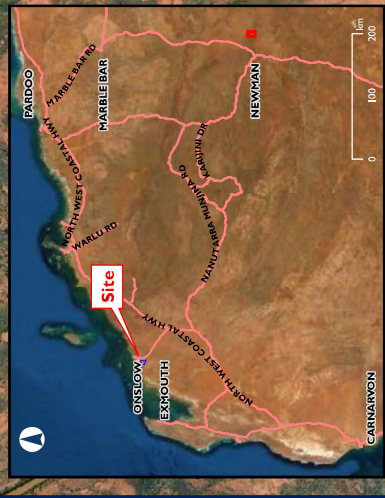 PARDOO
MARBLE BAR RD
MARBLE BAR
NORTH WEST COASTAL HWY
WARLU RD
KARIJINI DR
NANUTARRA MUNJINA RD
NEWMAN
Site
ONSLOW
EXMOUTH
NORTH WEST COASTAL HWY
NORTH WEST COASTAL HWY
CARNARVON
0 100 200
km